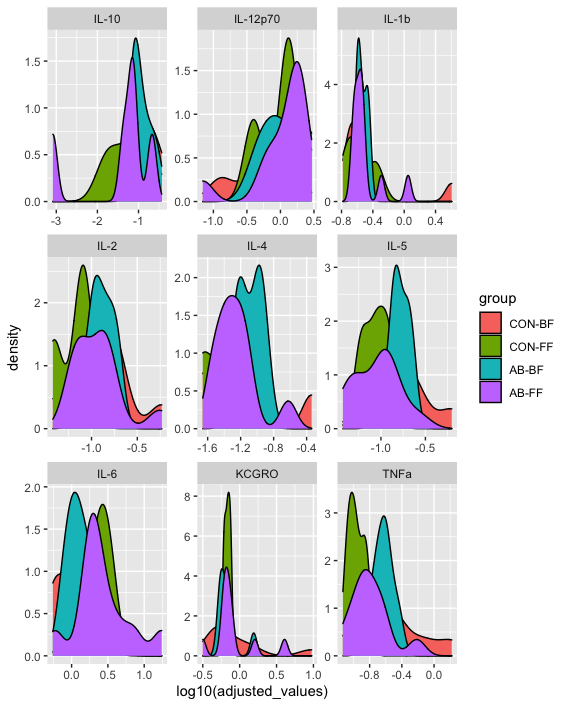 IL-10 IL-12p70 IL-1b
1.5
1.0
0.5
0.0
-3 -2 -1
1.5
1.0
0.5
0.0
-1.0 -0.5 0.0 0.5
4
2
0
-0.8 -0.4 0.0 0.4
IL-2 IL-4 IL-5
2
1
0
-1.0 -0.5
2.0
1.5
1.0
0.5
0.0
-1.6 -1.2 -0.8 -0.4
3
2
1
0
-1.0 -0.5
IL-6 KCGRO TNFa
2.0
1.5
1.0
0.5
0.0
0.0 0.5 1.0
8
6
4
2
0
-0.5 0.0 0.5 1.0
3
2
1
0
-0.8 -0.4 0.0
density
log10(adjusted_values)
group
CON-BF
CON-FF
AB-BF
AB-FF